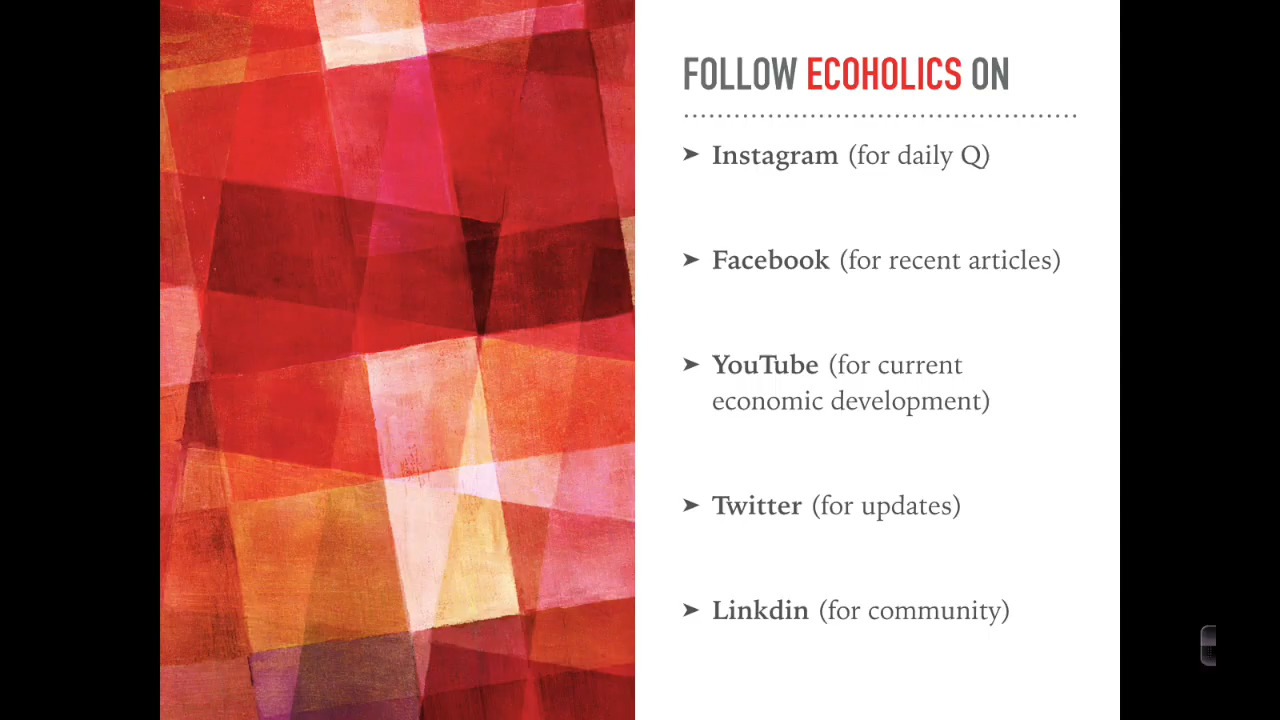 FOLLOW ECOHOLICS ON
➤ Instagram (for daily Q)
➤ Facebook (for recent articles)
➤ YouTube (for current
economic development)
➤ Twitter (for updates)
➤ Linkdin (for community)